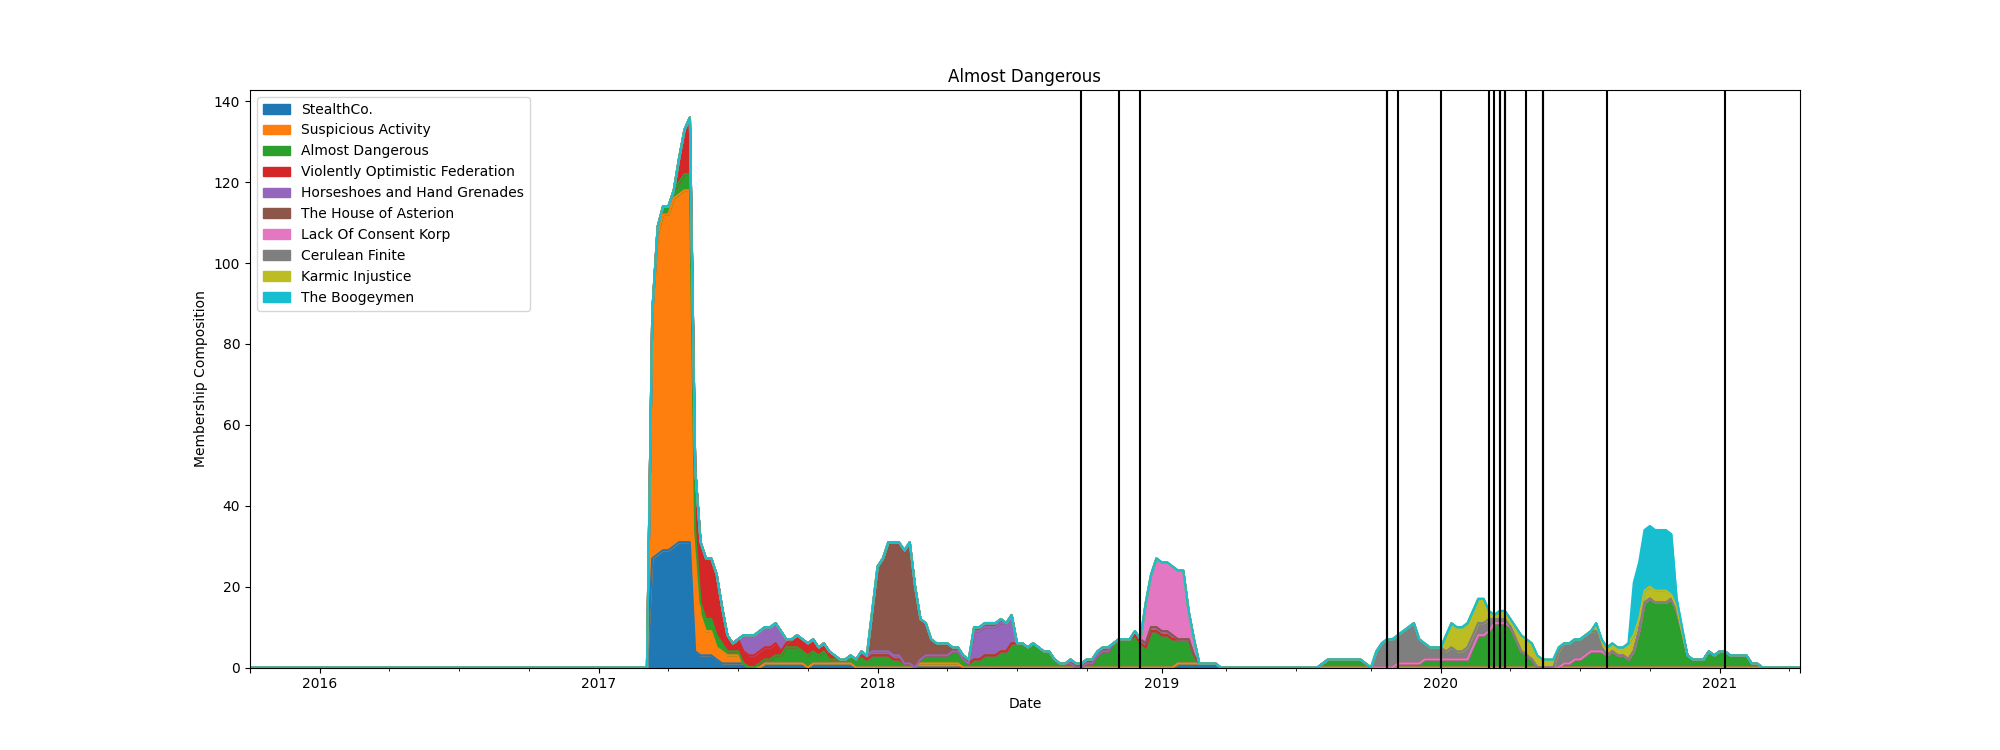 Almost Dangerous
140
120
100
80
60
40
20
0
Membership Composition
StealthCo.
Suspicious Activity
Almost Dangerous
Violently Optimistic Federation
Horseshoes and Hand Grenades
The House of Asterion
Lack Of Consent Korp
Cerulean Finite
Karmic Injustice
The Boogeymen
2016 2017 2018 2019 2020 2021
Date